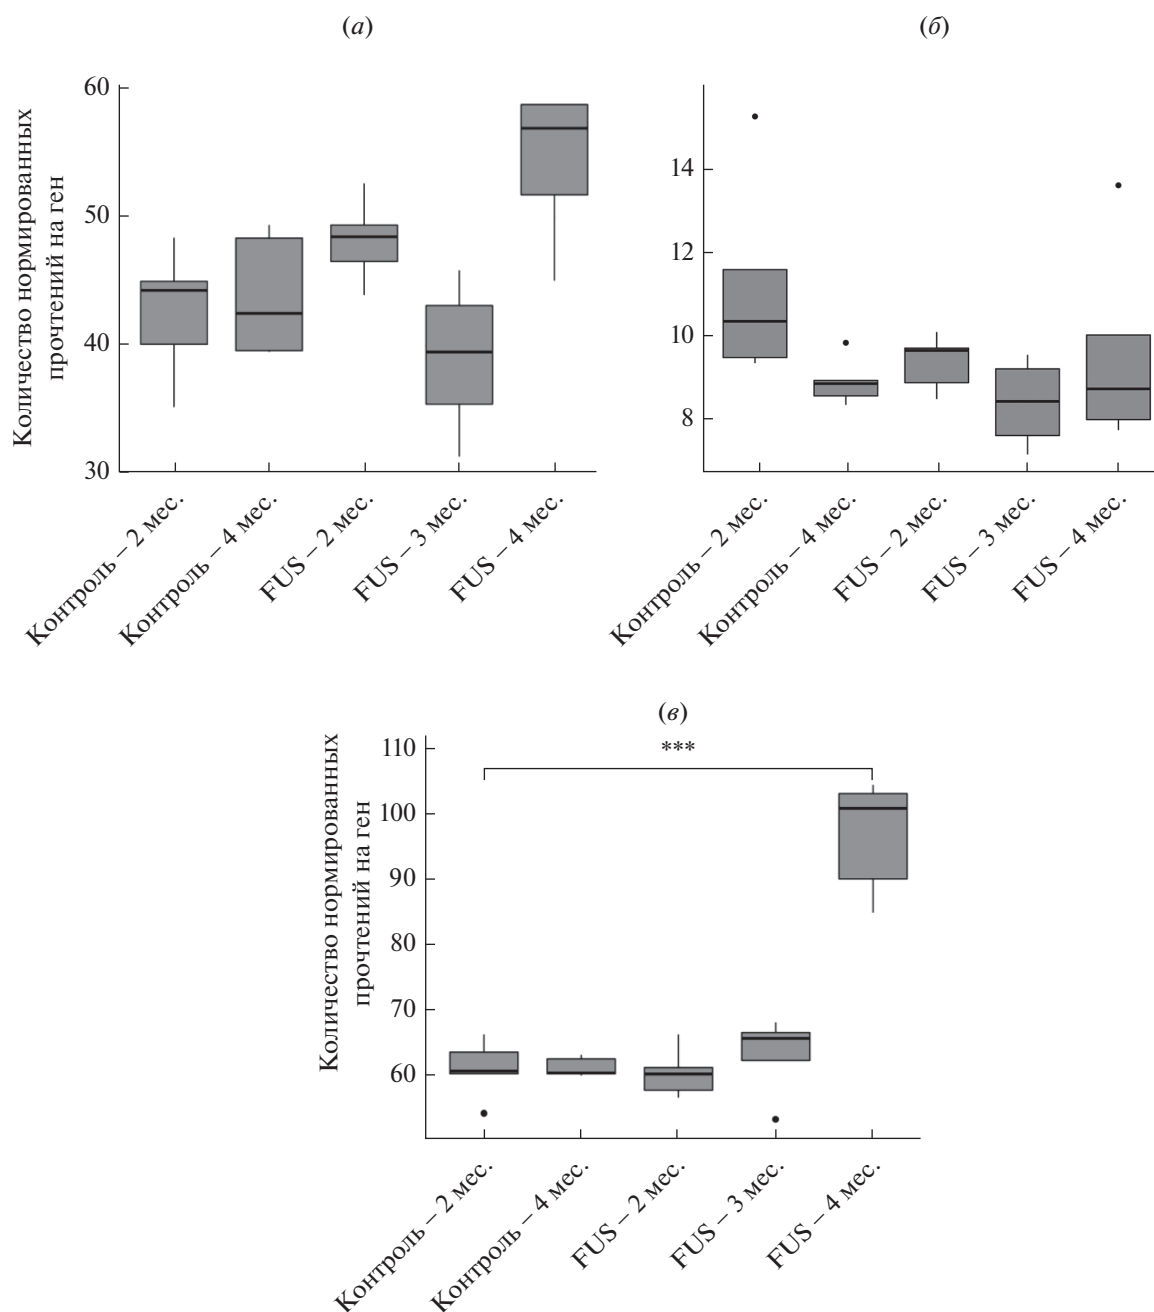 (а)
Количество нормированных
прочтений на ген
60
50
40
30
Контроль – 2 мес.
Контроль – 4 мес.
FUS – 2 мес.
FUS – 3 мес.
FUS – 4 мес.
(б)
14
12
10
8
Контроль – 2 мес.
Контроль – 4 мес.
FUS – 2 мес.
FUS – 3 мес.
FUS – 4 мес.
(в)
Количество нормированных
прочтений на ген
110
100
90
80
70
60
***
Контроль – 2 мес.
Контроль – 4 мес.
FUS – 2 мес.
FUS – 3 мес.
FUS – 4 мес.